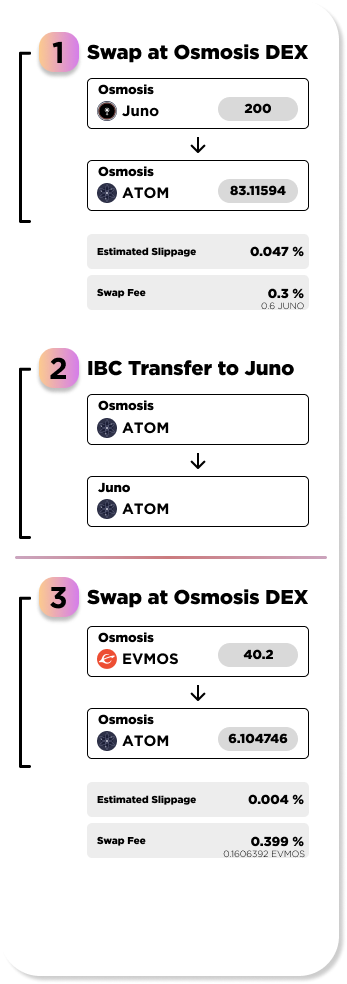 1 Swap at Osmosis DEX
Osmosis
Juno 200
Osmosis
ATOM 83.11594
Estimated Slippage 0.047 %
Swap Fee 0.3 %
0.6 JUNO
2 IBC Transfer to Juno
Osmosis
ATOM
Juno
ATOM
3 Swap at Osmosis DEX
Osmosis
EVMOS 40.2
Osmosis
ATOM 6.104746
Estimated Slippage 0.004 %
Swap Fee 0.399 %
0.1606392 EVMOS